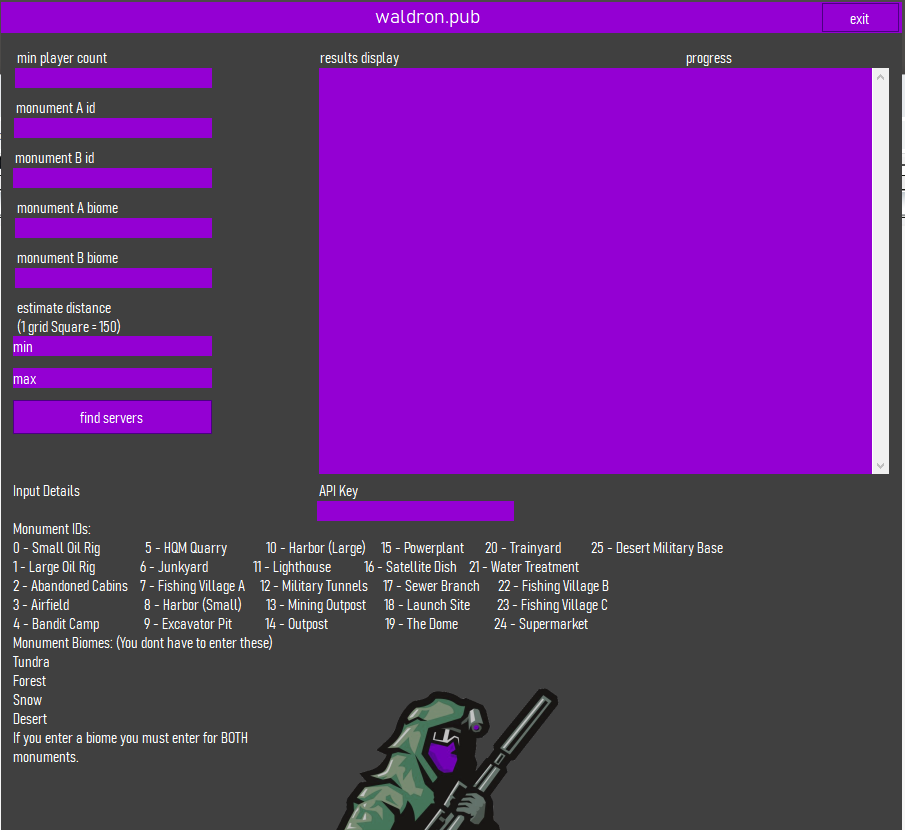 waldron.pub
exit
min player count
results display
progress
monument A id
monument B id
monument A biome
monument B biome
estimate distance
(1 grid Square = 150)
min
max
find servers
Input Details
API Key
Monument IDs:
0 - Small Oil Rig 5 - HQM Quarry 10 - Harbor (Large) 15 - Powerplant 20 - Trainyard 25 - Desert Military Base
1 - Large Oil Rig 6 - Junkyard 11 - Lighthouse 16 - Satellite Dish 21 - Water Treatment
2 - Abandoned Cabins 7 - Fishing Village A 12 - Military Tunnels 17 - Sewer Branch 22 - Fishing Village B
3 - Airfield 8 - Harbor (Small) 13 - Mining Outpost 18 - Launch Site 23 - Fishing Village C
4 - Bandit Camp 9 - Excavator Pit 14 - Outpost 19 - The Dome 24 - Supermarket
Monument Biomes: (You dont have to enter these)
Tundra
Forest
Snow
Desert
If you enter a biome you must enter for BOTH
monuments.